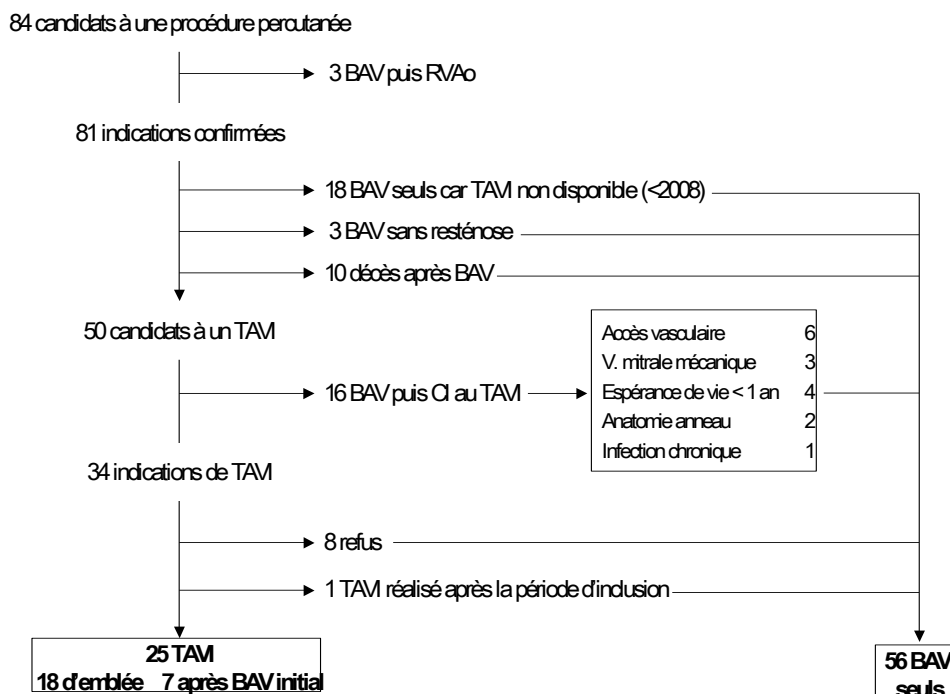 84 candidats à une procédure percutanée
3 BAV puis RVAo
81 indications confirmées
18 BAV seuls car TAVI non disponible (<2008)
3 BAV sans resténose
10 décès après BAV
50 candidats à un TAVI
16 BAV puis CI au TAVI
Accès vasculaire 6
V. mitrale mécanique 3
Espérance de vie < 1 an 4
Anatomie anneau 2
Infection chronique 1
34 indications de TAVI
8 refus
1 TAVI réalisé après la période d'inclusion
25 TAVI
18 d'emblée 7 après BAV initial
56 BAV
seuls